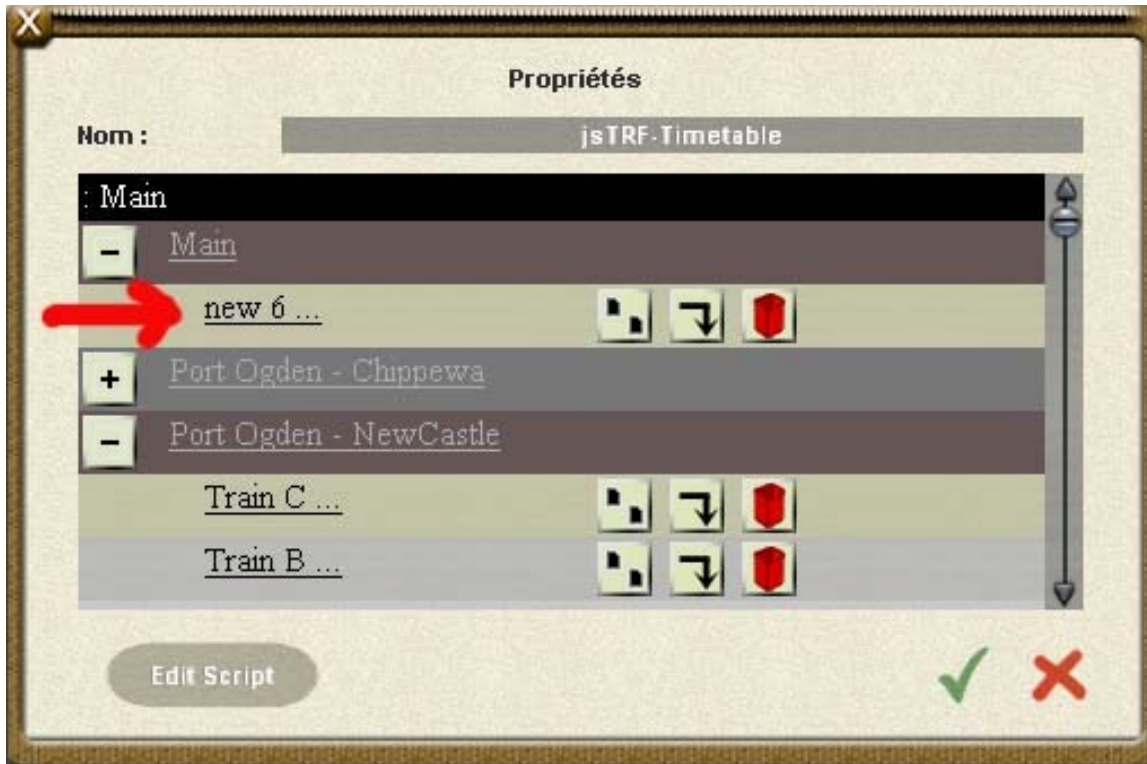 X
Propriétés
Nom : jsTRF-Timetable
: Main
- Main
new 6 ...
+ Port Ogden - Chippewa
- Port Ogden - NewCastle
Train C ...
Train B ...
Edit Script